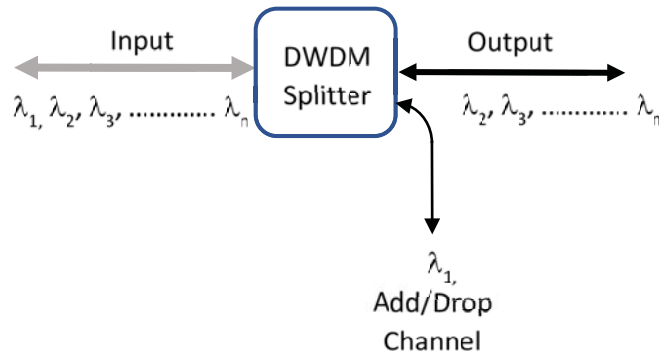 Input
DWDM
Splitter
Output
λ1, λ2, λ3, ............. λn
λ2, λ3, ............. λn
λ1,
Add/Drop
Channel